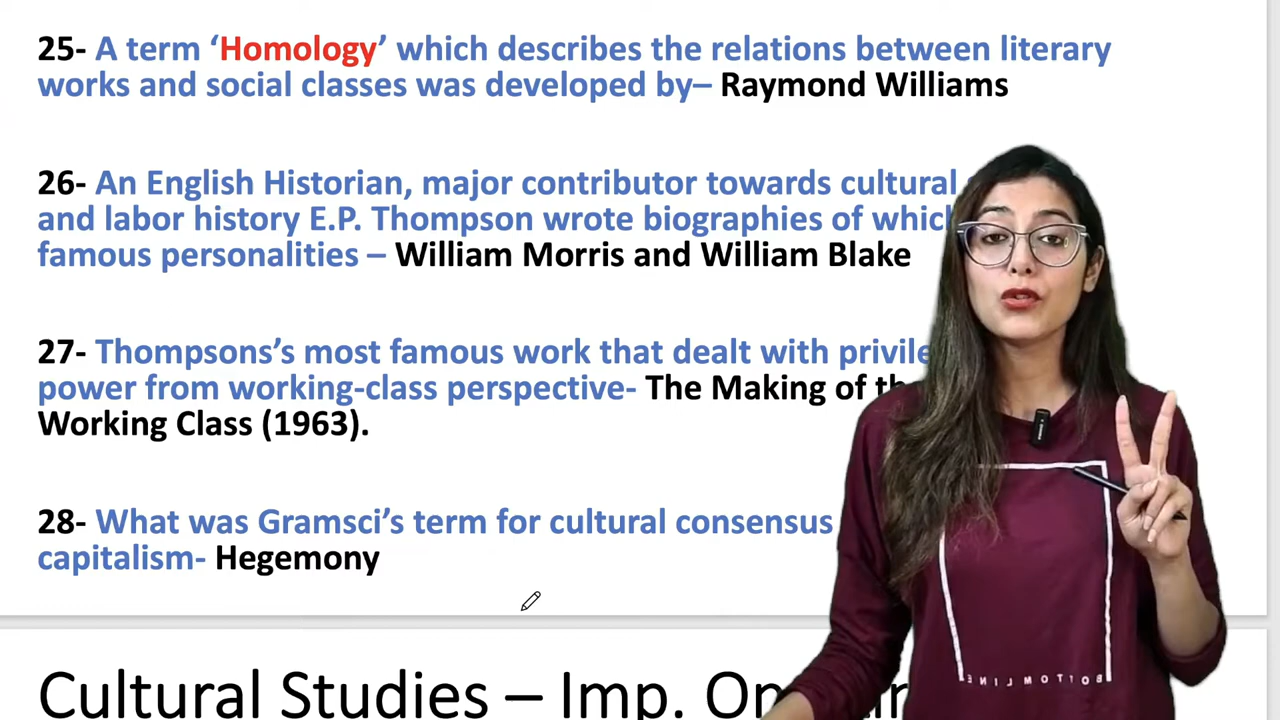 25- A term ‘Homology’ which describes the relations between literary
works and social classes was developed by– Raymond Williams
26- An English Historian, major contributor towards cultural
and labor history E.P. Thompson wrote biographies of which
famous personalities – William Morris and William Blake
27- Thompsons’s most famous work that dealt with
power from working-class perspective- The Making of
Working Class (1963).
28- What was Gramsci’s term for cultural consensus
capitalism- Hegemony
Cultural Studies – Imp.
BOTTOMLINE